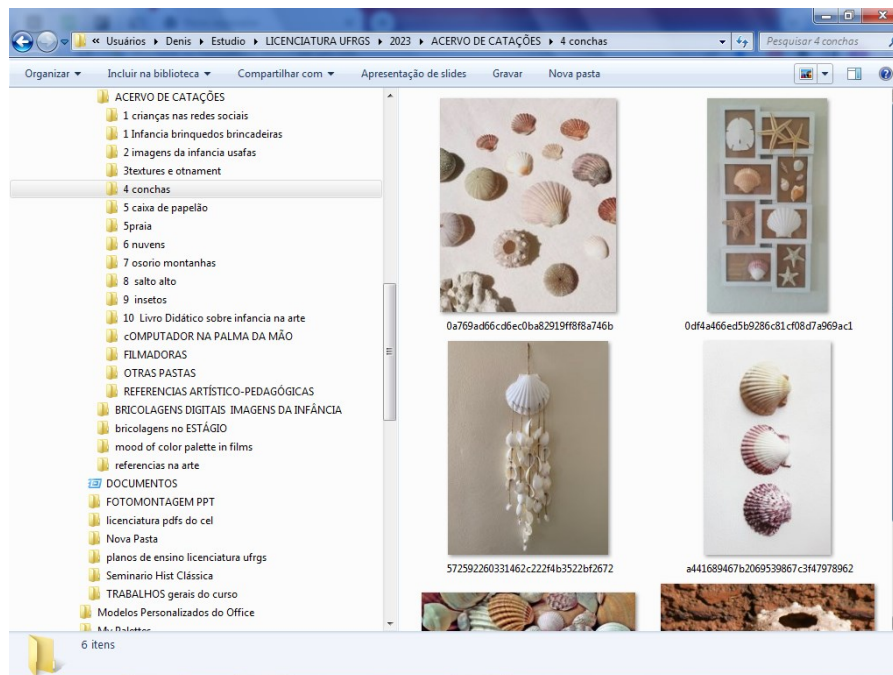 « Usuários ▸ Denis ▸ Estudio ▸ LICENCIATURA UFRGS ▸ 2023 ▸ ACERVO DE CATAÇÕES ▸ 4 conchas
Pesquisar 4 conchas
Organizar Incluir na biblioteca Compartilhar com Apresentação de slides Gravar Nova pasta
ACERVO DE CATAÇÕES
1 crianças nas redes sociais
1 Infancia brinquedos brincadeiras
2 imagens da infancia usafas
3textures e otnament
4 conchas
5 caixa de papelão
5praia
6 nuvens
7 osorio montanhas
8 salto alto
9 insetos
10 Livro Didático sobre infancia na arte
cOMPUTADOR NA PALMA DA MÃO
FILMADORAS
OTRAS PASTAS
REFERENCIAS ARTÍSTICO-PEDAGÓGICAS
BRICOLAGENS DIGITAIS IMAGENS DA INFÂNCIA
bricolagens no ESTÁGIO
mood of color palette in films
referencias na arte
DOCUMENTOS
FOTOMONTAGEM PPT
licenciatura pdfs do cel
Nova Pasta
planos de ensino licenciatura ufrgs
Seminario Hist Clássica
TRABALHOS gerais do curso
Modelos Personalizados do Office
My Palettes
0a769ad66cd6ec0ba82919ff8f8a746b
0df4a466ed5b9286c81cf08d7a969ac1
572592260331462c222f4b3522bf2672
a441689467b2069539867c3f47978962
6 itens